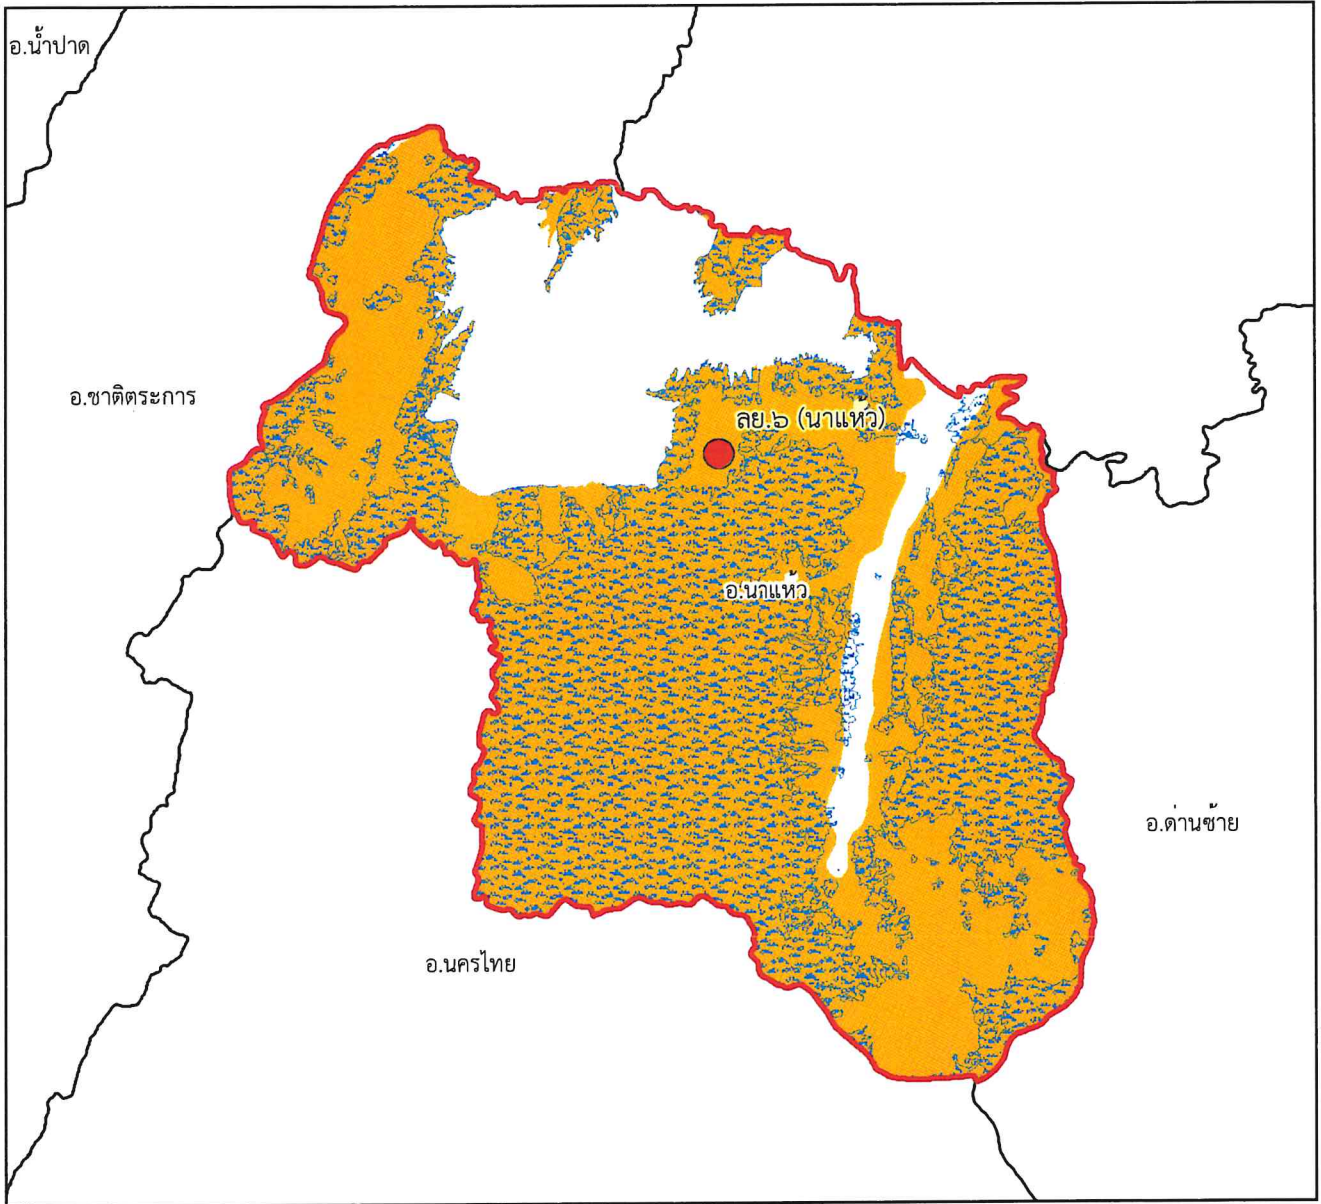 อ.น้ำปาด
อ.ชาติตระการ
ลย.๖ (นาแห้ว)
อ.นาแห้ว
อ.ด่านซ้าย
อ.นครไทย